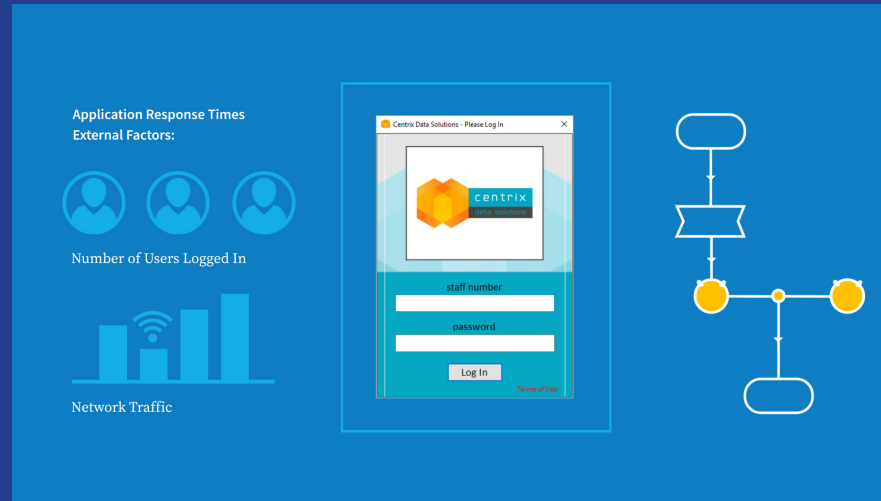 Application Response Times
External Factors:
Number of Users Logged In
Network Traffic
Centrix Data Solutions - Please Log In
centrix
data solutions
staff number
password
Log In
Terms of Use